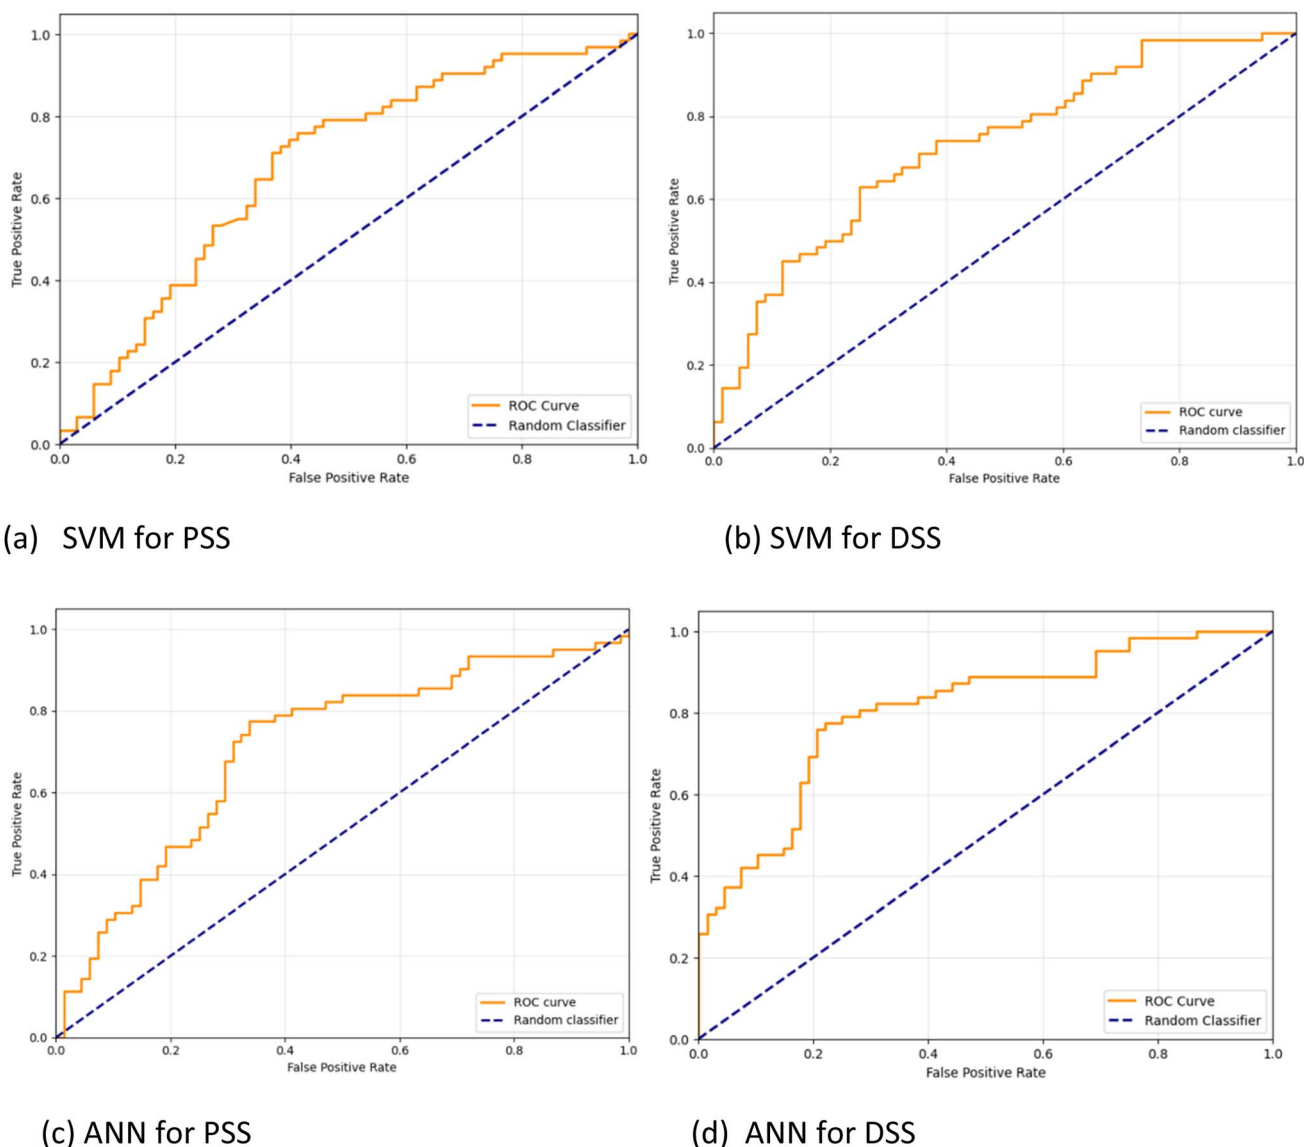 1.0
0.8
0.6
0.4
0.2
0.0
True Positive Rate
0.0 0.2 0.4 0.6 0.8 1.0
False Positive Rate
ROC Curve
Random Classifier
(a) SVM for PSS
1.0
0.8
0.6
0.4
0.2
0.0
True Positive Rate
0.0 0.2 0.4 0.6 0.8 1.0
False Positive Rate
ROC curve
Random classifier
(b) SVM for DSS
1.0
0.8
0.6
0.4
0.2
0.0
True Positive Rate
0.0 0.2 0.4 0.6 0.8 1.0
False Positive Rate
ROC curve
Random classifier
(c) ANN for PSS
1.0
0.8
0.6
0.4
0.2
0.0
True Positive Rate
0.0 0.2 0.4 0.6 0.8 1.0
False Positive Rate
ROC Curve
Random Classifier
(d) ANN for DSS